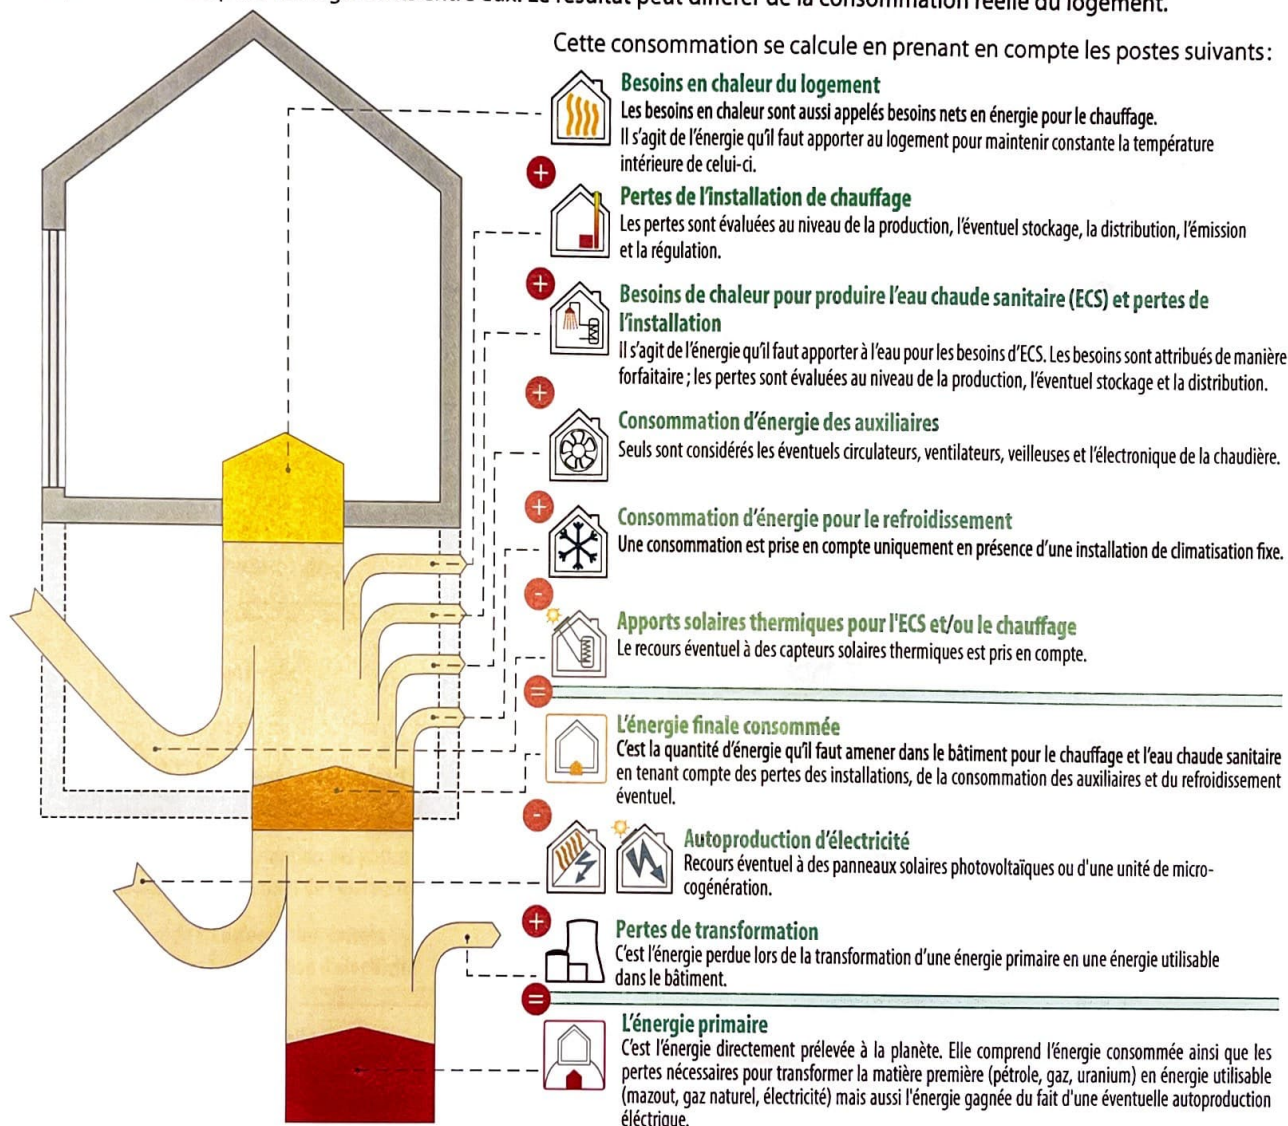 Cette consommation se calcule en prenant en compte les postes suivants:
Besoins en chaleur du logement
Les besoins en chaleur sont aussi appelés besoins nets en énergie pour le chauffage.
Il s'agit de l'énergie qu'il faut apporter au logement pour maintenir constante la température
intérieure de celui-ci.
+
Pertes de l'installation de chauffage
Les pertes sont évaluées au niveau de la production, l'éventuel stockage, la distribution, l'émission
et la régulation.
+
Besoins de chaleur pour produire l'eau chaude sanitaire (ECS) et pertes de
l'installation
Il s'agit de l'énergie qu'il faut apporter à l'eau pour les besoins d'ECS. Les besoins sont attribués de manière
forfaitaire ; les pertes sont évaluées au niveau de la production, l'éventuel stockage et la distribution.
+
Consommation d'énergie des auxiliaires
Seuls sont considérés les éventuels circulateurs, ventilateurs, veilleuses et l'électronique de la chaudière.
+
Consommation d'énergie pour le refroidissement
Une consommation est prise en compte uniquement en présence d'une installation de climatisation fixe.
-
Apports solaires thermiques pour l'ECS et/ou le chauffage
Le recours éventuel à des capteurs solaires thermiques est pris en compte.
=
L'énergie finale consommée
C'est la quantité d'énergie qu'il faut amener dans le bâtiment pour le chauffage et l'eau chaude sanitaire
en tenant compte des pertes des installations, de la consommation des auxiliaires et du refroidissement
éventuel.
-
Autoproduction d'électricité
Recours éventuel à des panneaux solaires photovoltaïques ou d'une unité de micro-
cogénération.
+
Pertes de transformation
C'est l'énergie perdue lors de la transformation d'une énergie primaire en une énergie utilisable
dans le bâtiment.
=
L'énergie primaire
C'est l'énergie directement prélevée à la planète. Elle comprend l'énergie consommée ainsi que les
pertes nécessaires pour transformer la matière première (pétrole, gaz, uranium) en énergie utilisable
(mazout, gaz naturel, électricité) mais aussi l'énergie gagnée du fait d'une éventuelle autoproduction
éléctrique.